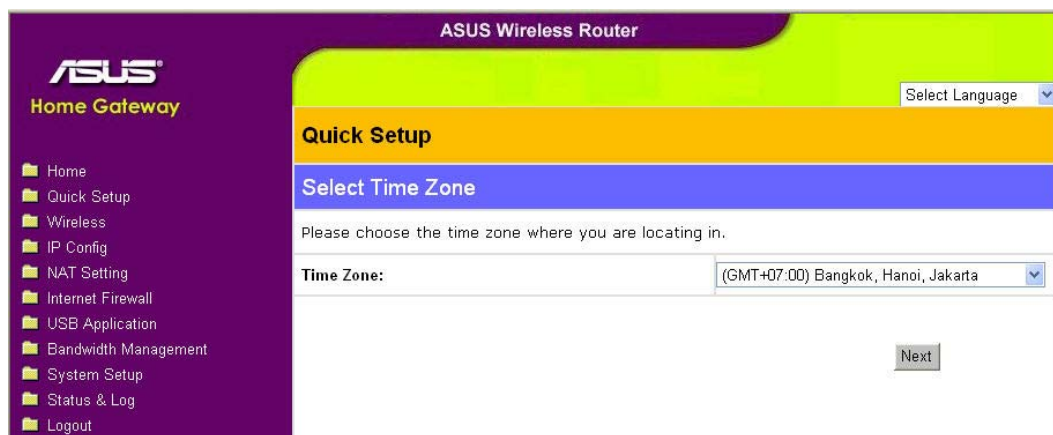 ASUS Wireless Router
ASUS
Home Gateway
Select Language
Home
Quick Setup
Wireless
IP Config
NAT Setting
Internet Firewall
USB Application
Bandwidth Management
System Setup
Status & Log
Logout
Quick Setup
Select Time Zone
Please choose the time zone where you are locating in.
Time Zone: (GMT+07:00) Bangkok, Hanoi, Jakarta
Next